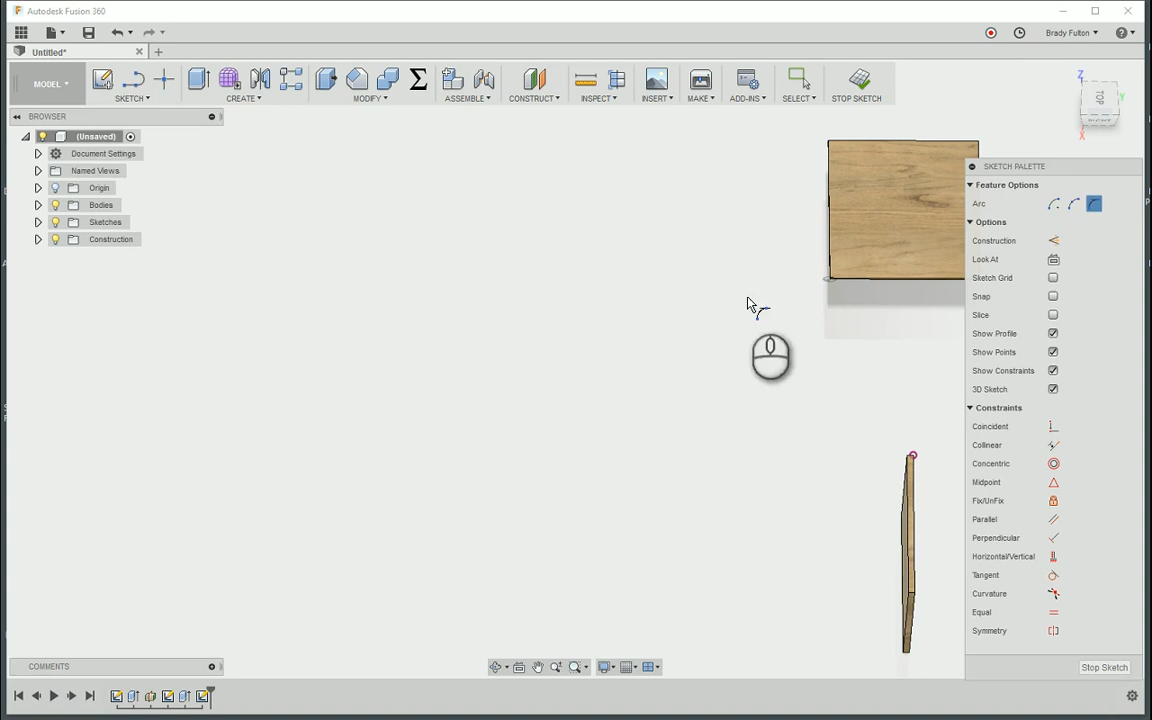 Autodesk Fusion 360
Brady Fulton
Untitled*
MODEL
SKETCH
CREATE
MODIFY
ASSEMBLE
CONSTRUCT
INSPECT
INSERT
MAKE
ADD-INS
SELECT
STOP SKETCH
Z
TOP
Y
X
BROWSER
(Unsaved)
Document Settings
Named Views
Origin
Bodies
Sketches
Construction
SKETCH PALETTE
Feature Options
Arc
Options
Construction
Look At
Sketch Grid
Snap
Slice
Show Profile
Show Points
Show Constraints
3D Sketch
Constraints
Coincident
Collinear
Concentric
Midpoint
Fix/UnFix
Parallel
Perpendicular
Horizontal/Vertical
Tangent
Curvature
Equal
Symmetry
Stop Sketch
COMMENTS